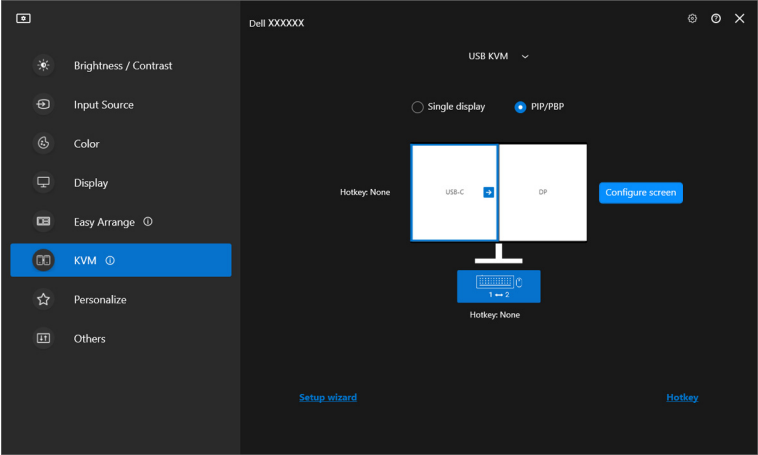 Dell XXXXXX
Brightness / Contrast
Input Source
Color
Display
Easy Arrange
KVM
Personalize
Others
USB KVM
Single display
PIP/PBP
Hotkey: None
USB-C
DP
Configure screen
1 ↔ 2
Hotkey: None
Setup wizard
Hotkey